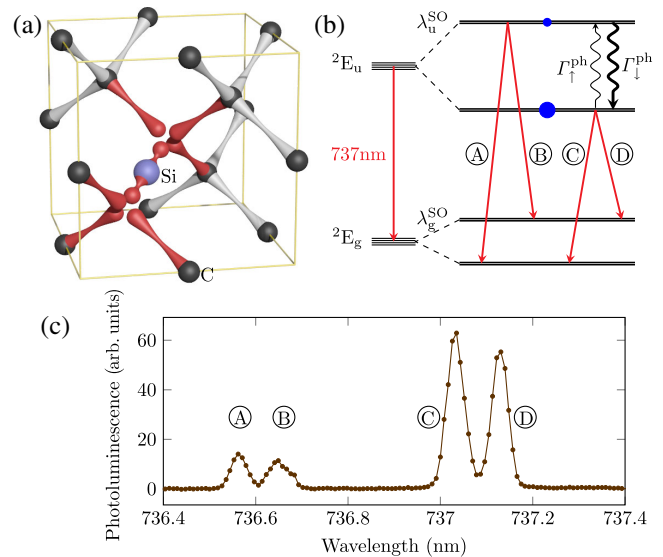 (a)
Si
C
(b)
λ_u^SO
²E_u
Γ_↑^ph
Γ_↓^ph
737nm
A
B
C
D
λ_g^SO
²E_g
(c)
Photoluminescence (arb. units)
60
40
20
0
A
B
C
D
736.4
736.6
736.8
737
737.2
737.4
Wavelength (nm)